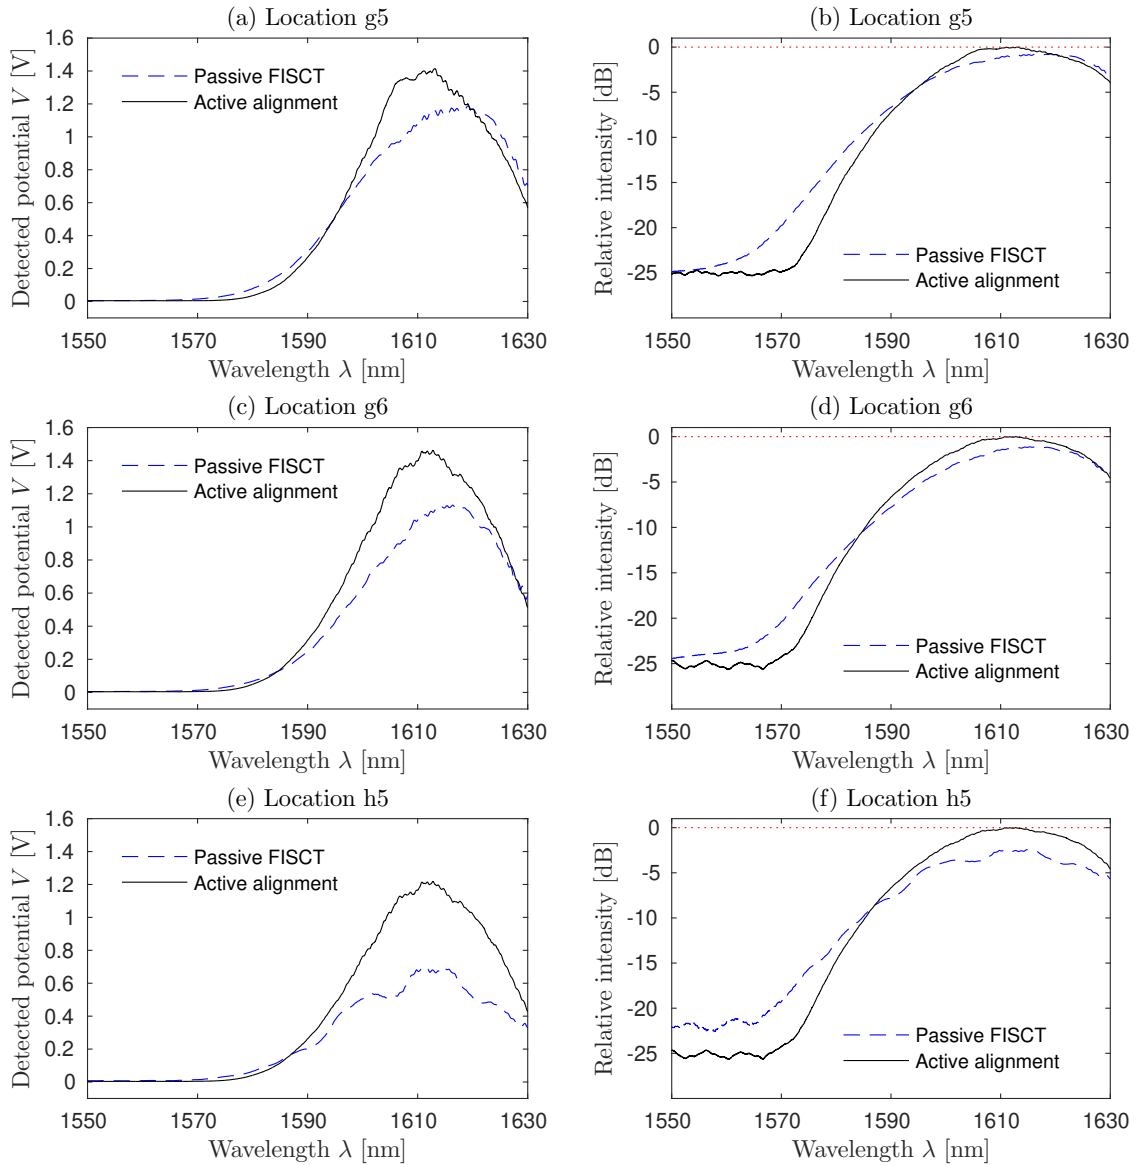 (a) Location g5
Detected potential V [V]
1.6
1.4
1.2
1
0.8
0.6
0.4
0.2
0
Passive FISCT
Active alignment
1550 1570 1590 1610 1630
Wavelength λ [nm]
(b) Location g5
Relative intensity [dB]
0
-5
-10
-15
-20
-25
Passive FISCT
Active alignment
1550 1570 1590 1610 1630
Wavelength λ [nm]
(c) Location g6
Detected potential V [V]
1.6
1.4
1.2
1
0.8
0.6
0.4
0.2
0
Passive FISCT
Active alignment
1550 1570 1590 1610 1630
Wavelength λ [nm]
(d) Location g6
Relative intensity [dB]
0
-5
-10
-15
-20
-25
Passive FISCT
Active alignment
1550 1570 1590 1610 1630
Wavelength λ [nm]
(e) Location h5
Detected potential V [V]
1.6
1.4
1.2
1
0.8
0.6
0.4
0.2
0
Passive FISCT
Active alignment
1550 1570 1590 1610 1630
Wavelength λ [nm]
(f) Location h5
Relative intensity [dB]
0
-5
-10
-15
-20
-25
Passive FISCT
Active alignment
1550 1570 1590 1610 1630
Wavelength λ [nm]